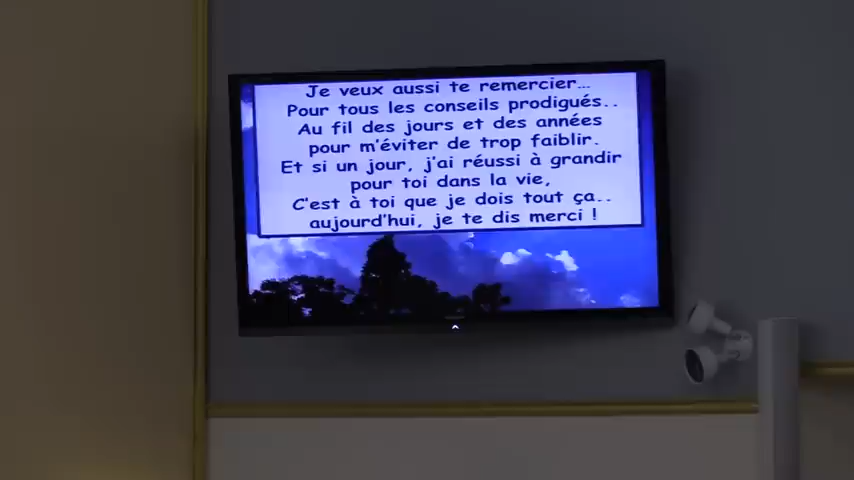 Je veux aussi te remercier...
Pour tous les conseils prodigués..
Au fil des jours et des années
pour m'éviter de trop faiblir.
Et si un jour, j'ai réussi à grandir
pour toi dans la vie,
C'est à toi que je dois tout ça..
aujourd'hui, je te dis merci !